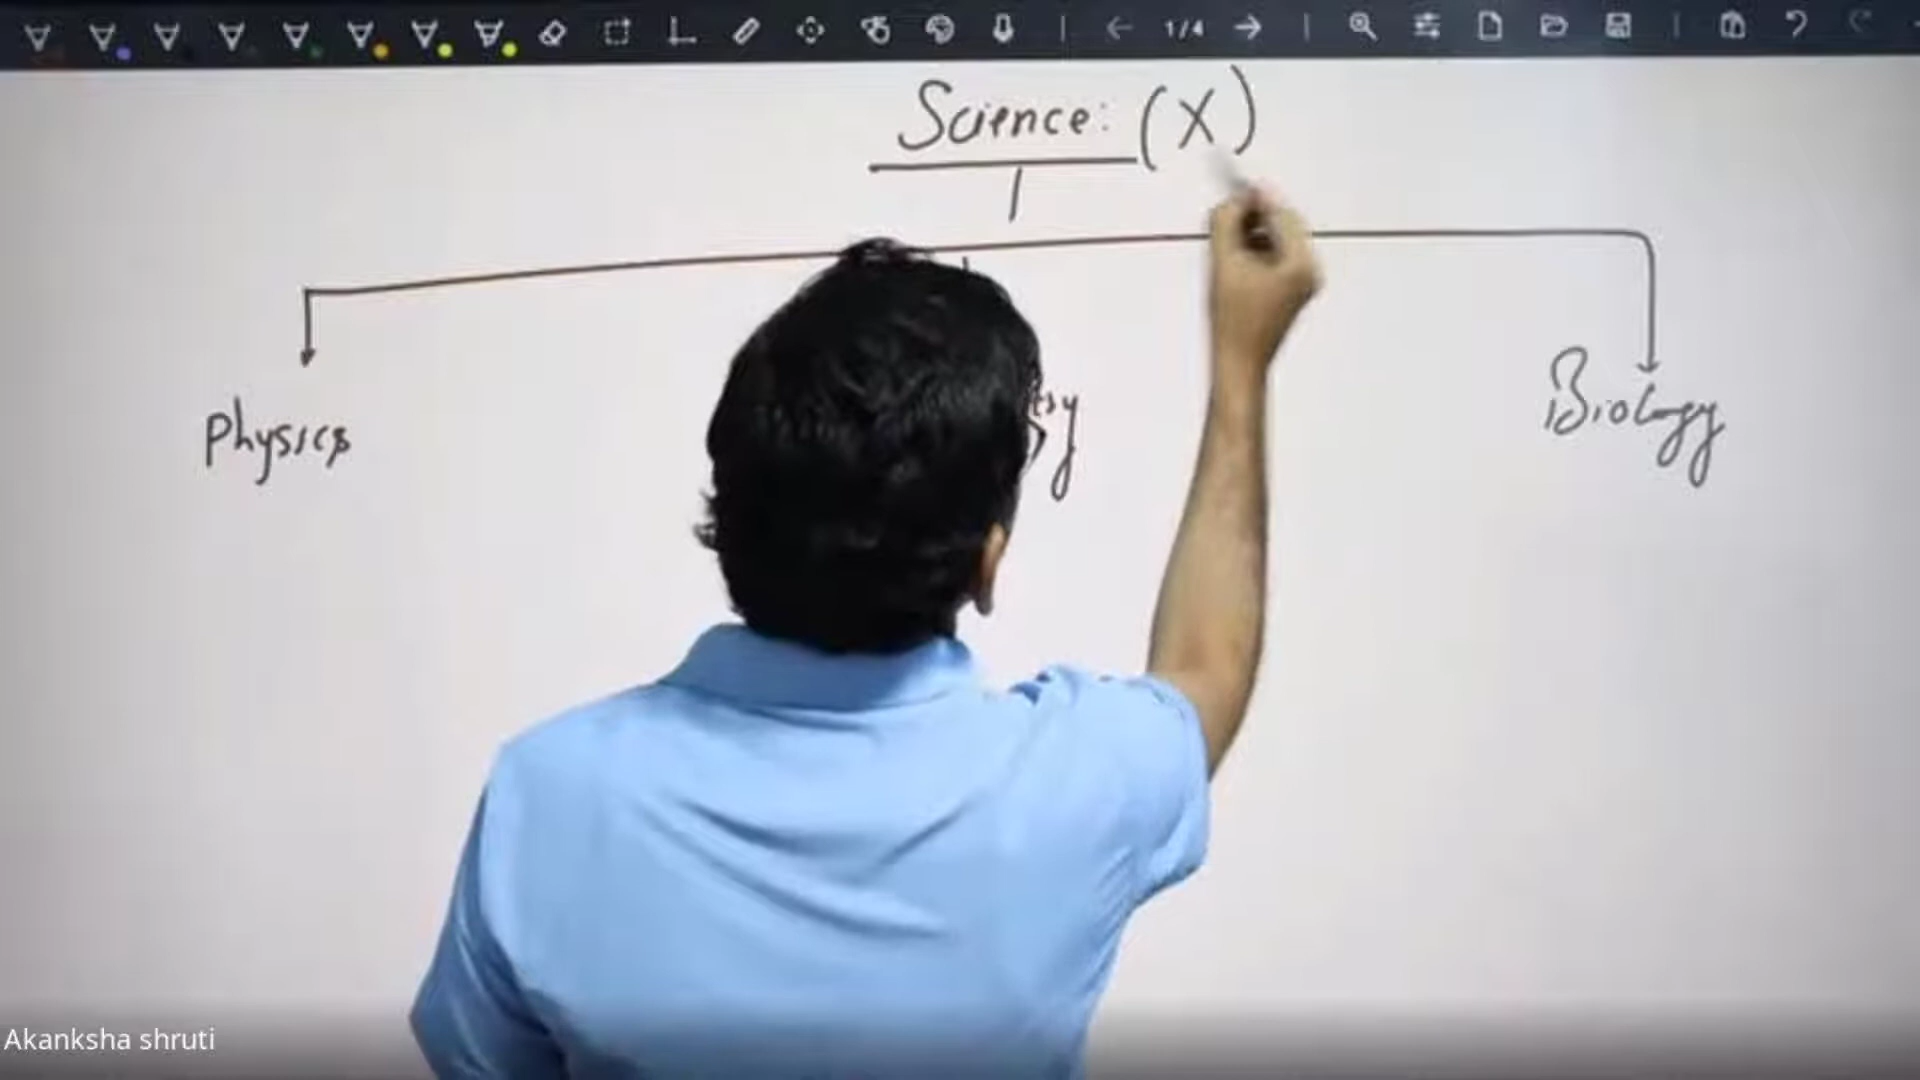 1/4
Science: (X)
Physics
Biology
Akanksha shruti